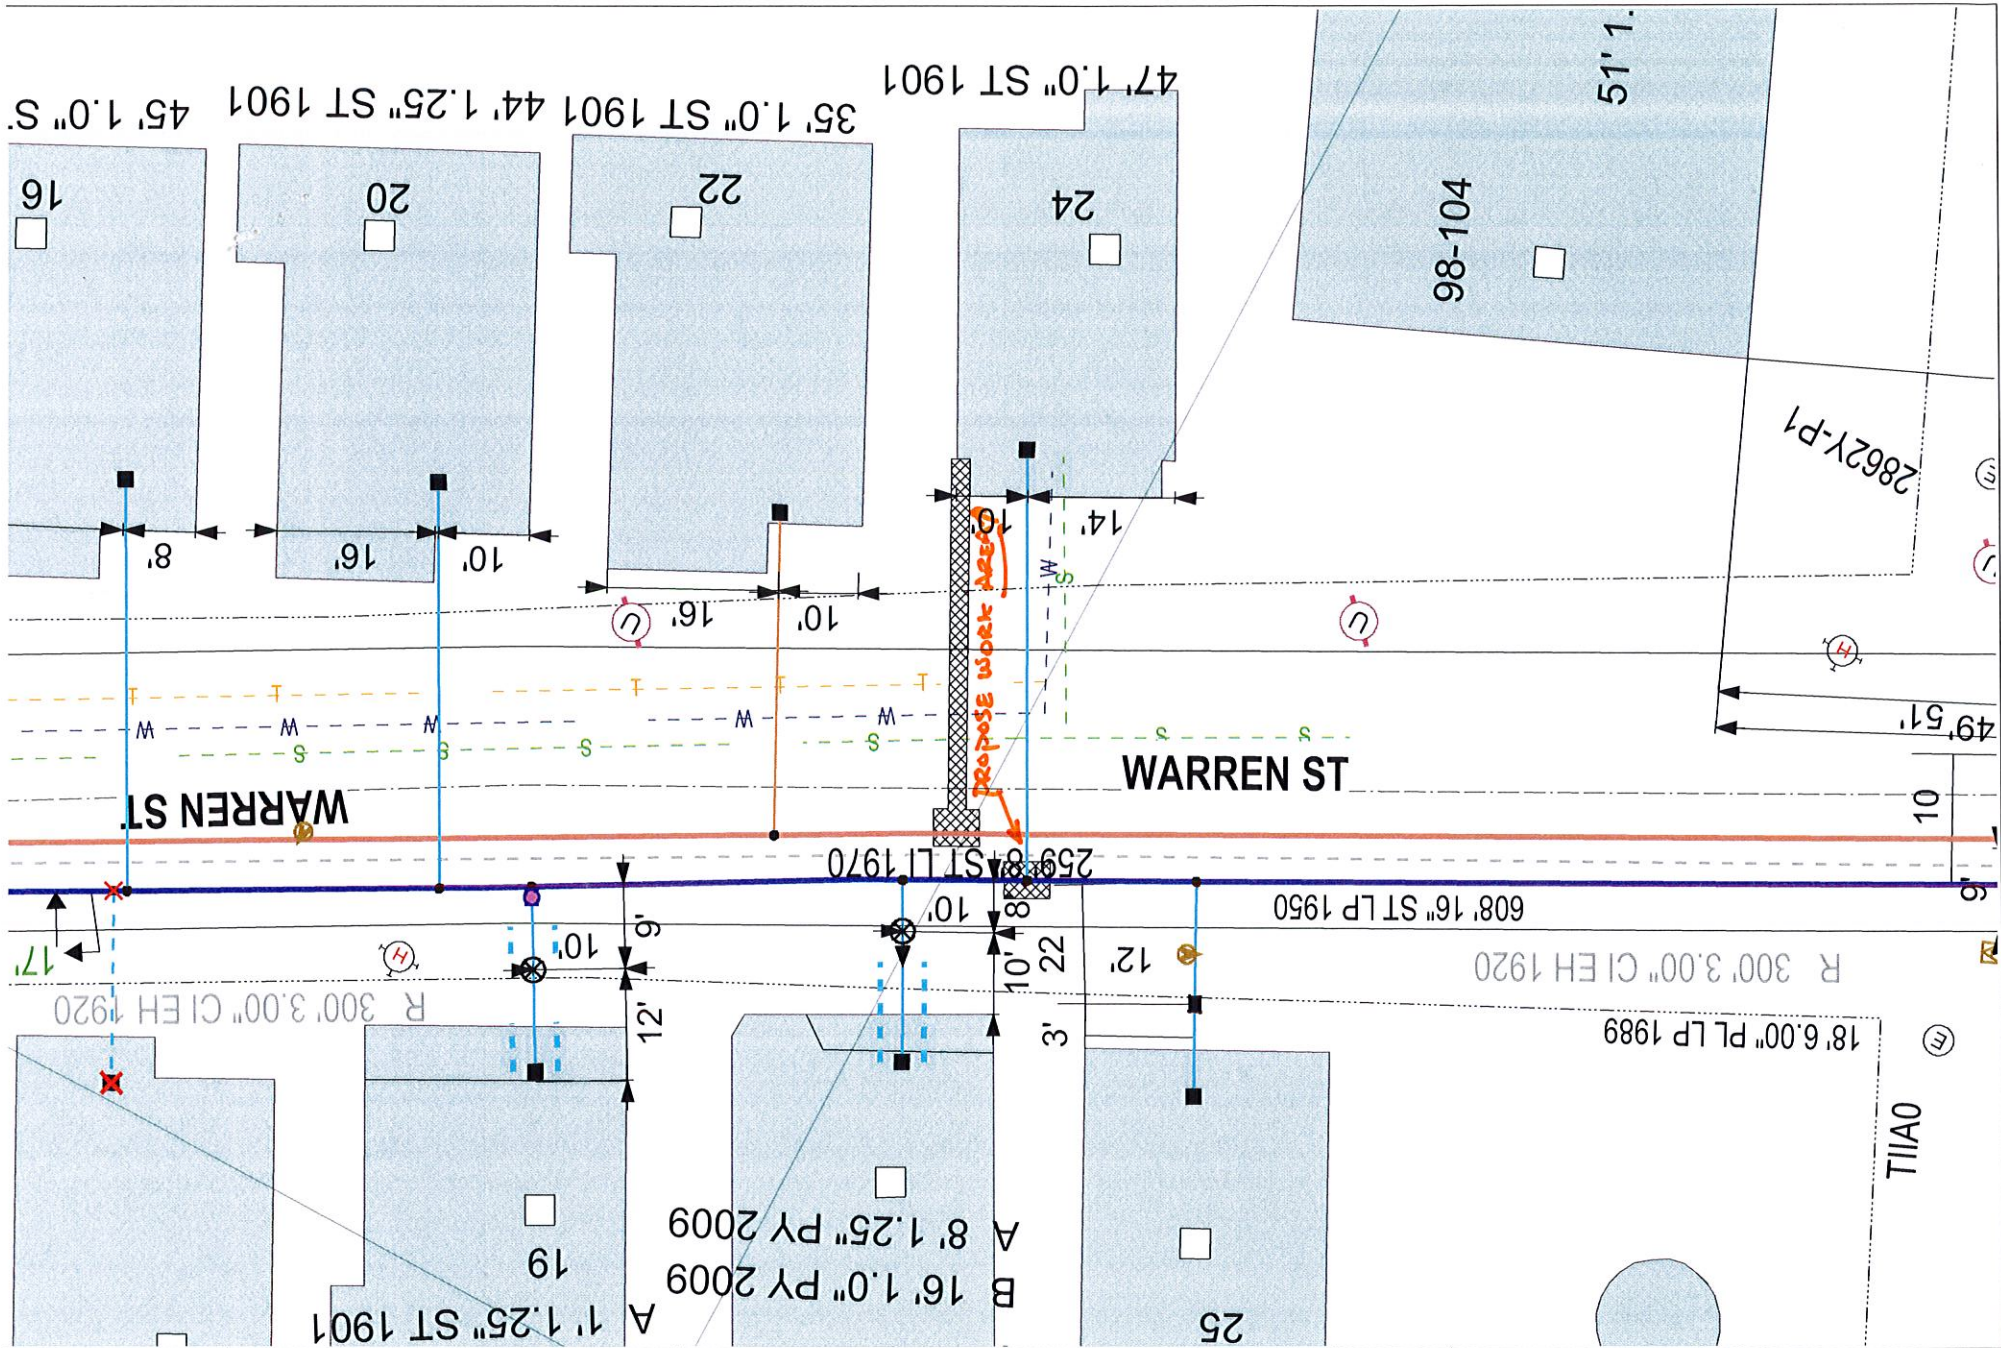 45' 1.0" S
44' 1.25" ST 1901
35' 1.0" ST 1901
47' 1.0" ST 1901
51' 1.
16
20
22
24
98-104
2862Y-P1
8'
16'
10'
16'
10'
10'
14'
U
U
U
H
E
PROPOSE WORK AREA
T
T
T
T
T
W
W
W
W
W
W
S
S
S
S
S
S
S
WARREN ST
WARREN ST
49' 51'
10
259' 8" ST LI 1970
608' 16" ST LP 1950
9'
17'
H
10'
9'
12'
10'
8
10'
22
12'
3'
R 300' 3.00" CI EH 1920
R 300' 3.00" CI EH 1920
18' 6.00" PL LP 1989
E
TIIA0
19
A 1' 1.25" ST 1901
A 8' 1.25" PY 2009
B 16' 1.0" PY 2009
25